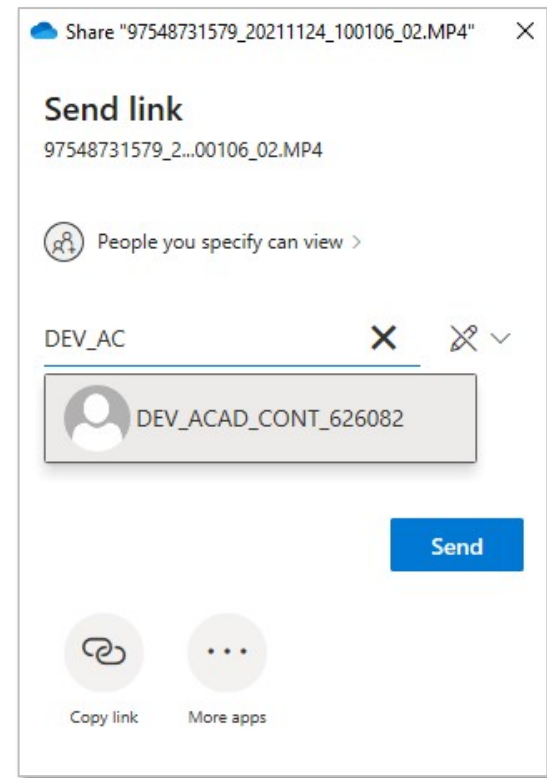 Share "97548731579_20211124_100106_02.MP4"
Send link
97548731579_2...00106_02.MP4
People you specify can view
DEV_AC
DEV_ACAD_CONT_626082
Send
Copy link
More apps